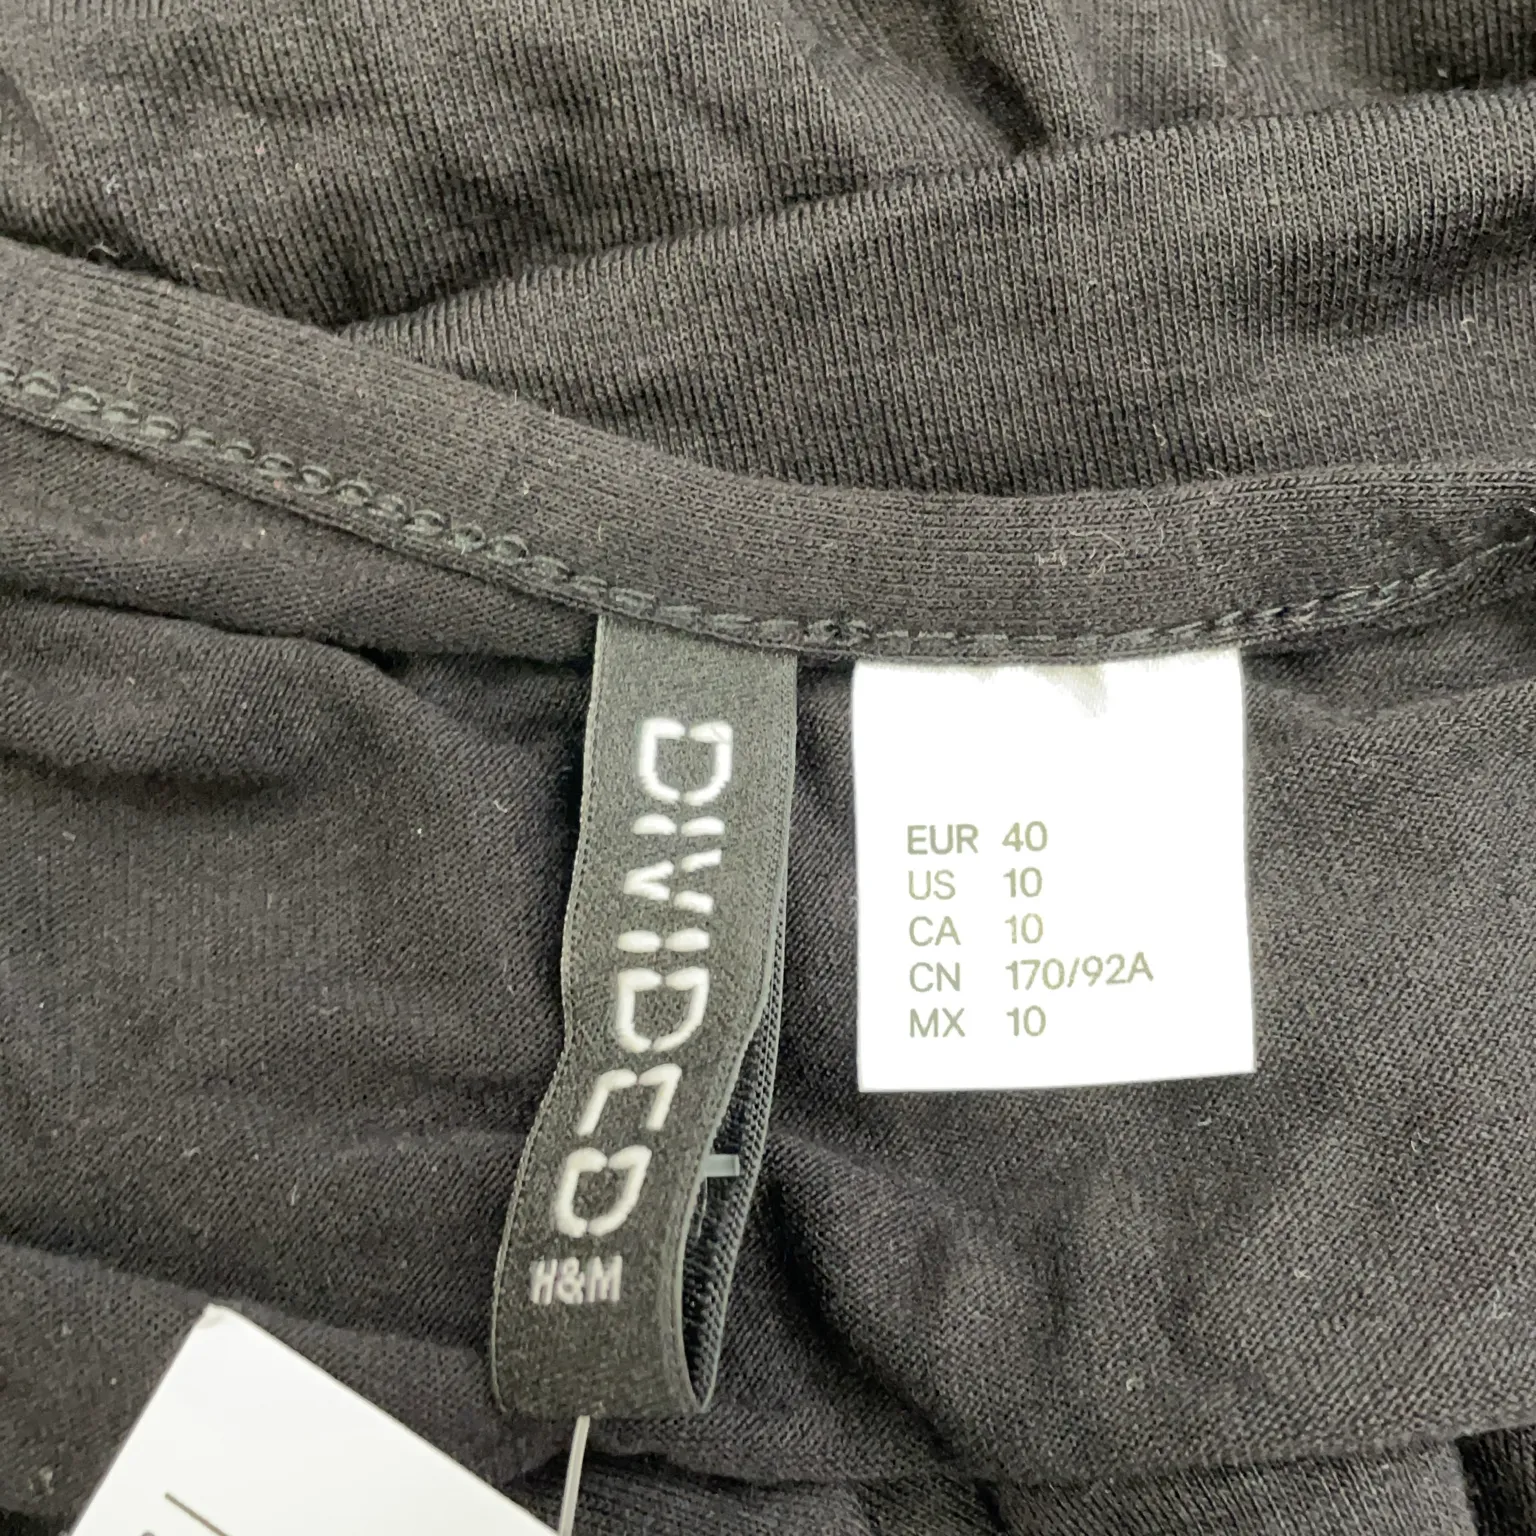 DIVIDED
H&M
EUR 40
US 10
CA 10
CN 170/92A
MX 10